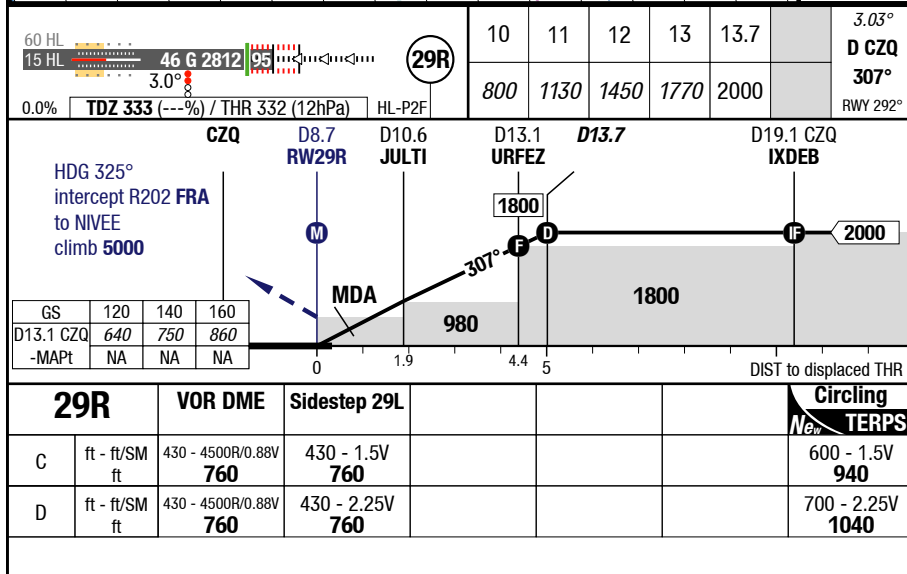 60 HL
15 HL
46 G 2812 95
3.0°
0.0% TDZ 333 (---%) / THR 332 (12hPa) HL-P2F
29R
10 11 12 13 13.7
800 1130 1450 1770 2000
3.03°
D CZQ
307°
RWY 292°
CZQ D8.7 D10.6 D13.1 D13.7 D19.1 CZQ
RW29R JULTI URFEZ IXDEB
HDG 325°
intercept R202 FRA
to NIVEE
climb 5000
1800
M F D IF 2000
307°
MDA
980
1800
GS 120 140 160
D13.1 CZQ 640 750 860
-MAPt NA NA NA
0 1.9 4.4 5 DIST to displaced THR
29R VOR DME Sidestep 29L Circling
New TERPS
C ft - ft/SM 430 - 4500R/0.88V 430 - 1.5V 600 - 1.5V
ft 760 760 940
D ft - ft/SM 430 - 4500R/0.88V 430 - 2.25V 700 - 2.25V
ft 760 760 1040